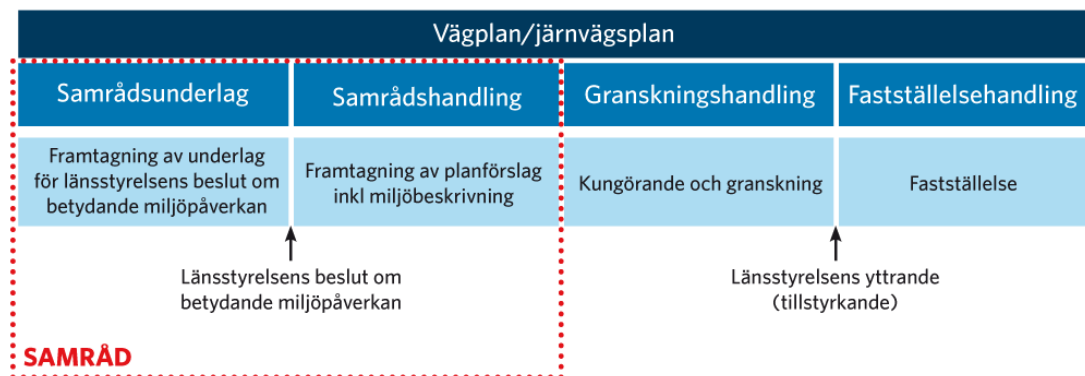 Vägplan/järnvägsplan
Samrådsunderlag
Samrådshandling
Granskningshandling
Fastställelsehandling
Framtagning av underlag
för länsstyrelsens beslut om
betydande miljöpåverkan
Framtagning av planförslag
inkl miljöbeskrivning
Kungörande och granskning
Fastställelse
Länsstyrelsens beslut om
betydande miljöpåverkan
Länsstyrelsens yttrande
(tillstyrkande)
SAMRÅD